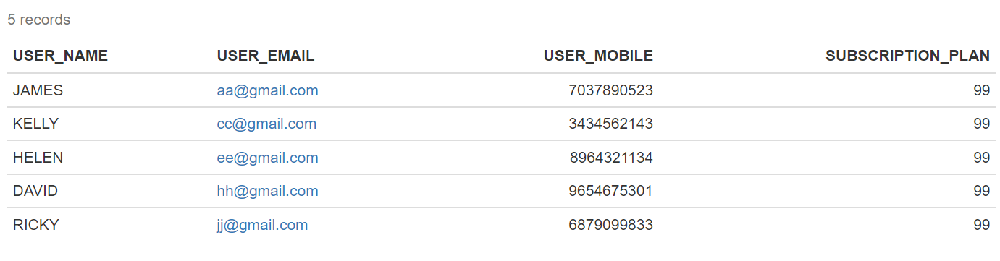 5 records
USER_NAME USER_EMAIL USER_MOBILE SUBSCRIPTION_PLAN
JAMES aa@gmail.com 7037890523 99
KELLY cc@gmail.com 3434562143 99
HELEN ee@gmail.com 8964321134 99
DAVID hh@gmail.com 9654675301 99
RICKY jj@gmail.com 6879099833 99